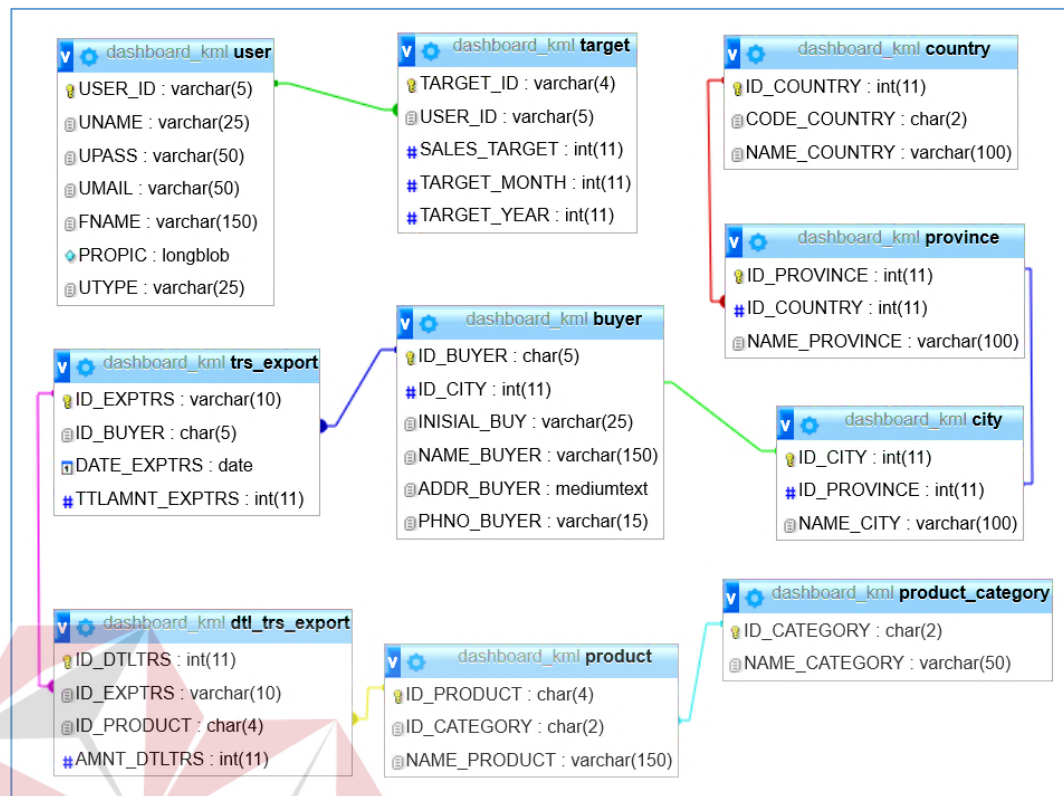 dashboard_kml user
USER_ID : varchar(5)
UNAME : varchar(25)
UPASS : varchar(50)
UMAIL : varchar(50)
FNAME : varchar(150)
PROPIC : longblob
UTYPE : varchar(25)
dashboard_kml target
TARGET_ID : varchar(4)
USER_ID : varchar(5)
SALES_TARGET : int(11)
TARGET_MONTH : int(11)
TARGET_YEAR : int(11)
dashboard_kml country
ID_COUNTRY : int(11)
CODE_COUNTRY : char(2)
NAME_COUNTRY : varchar(100)
dashboard_kml province
ID_PROVINCE : int(11)
ID_COUNTRY : int(11)
NAME_PROVINCE : varchar(100)
dashboard_kml trs_export
ID_EXPTRS : varchar(10)
ID_BUYER : char(5)
DATE_EXPTRS : date
TTLAMNT_EXPTRS : int(11)
dashboard_kml buyer
ID_BUYER : char(5)
ID_CITY : int(11)
INISIAL_BUY : varchar(25)
NAME_BUYER : varchar(150)
ADDR_BUYER : mediumtext
PHNO_BUYER : varchar(15)
dashboard_kml city
ID_CITY : int(11)
ID_PROVINCE : int(11)
NAME_CITY : varchar(100)
dashboard_kml dtl_trs_export
ID_DTLTRS : int(11)
ID_EXPTRS : varchar(10)
ID_PRODUCT : char(4)
AMNT_DTLTRS : int(11)
dashboard_kml product
ID_PRODUCT : char(4)
ID_CATEGORY : char(2)
NAME_PRODUCT : varchar(150)
dashboard_kml product_category
ID_CATEGORY : char(2)
NAME_CATEGORY : varchar(50)